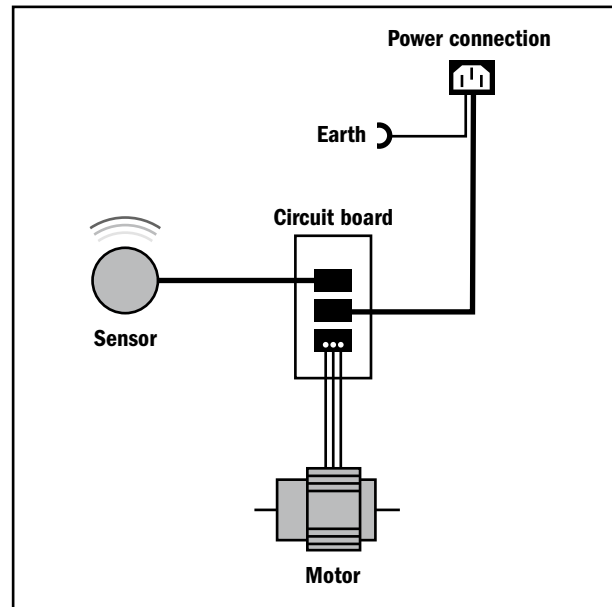 Power connection
Earth
Circuit board
Sensor
Motor